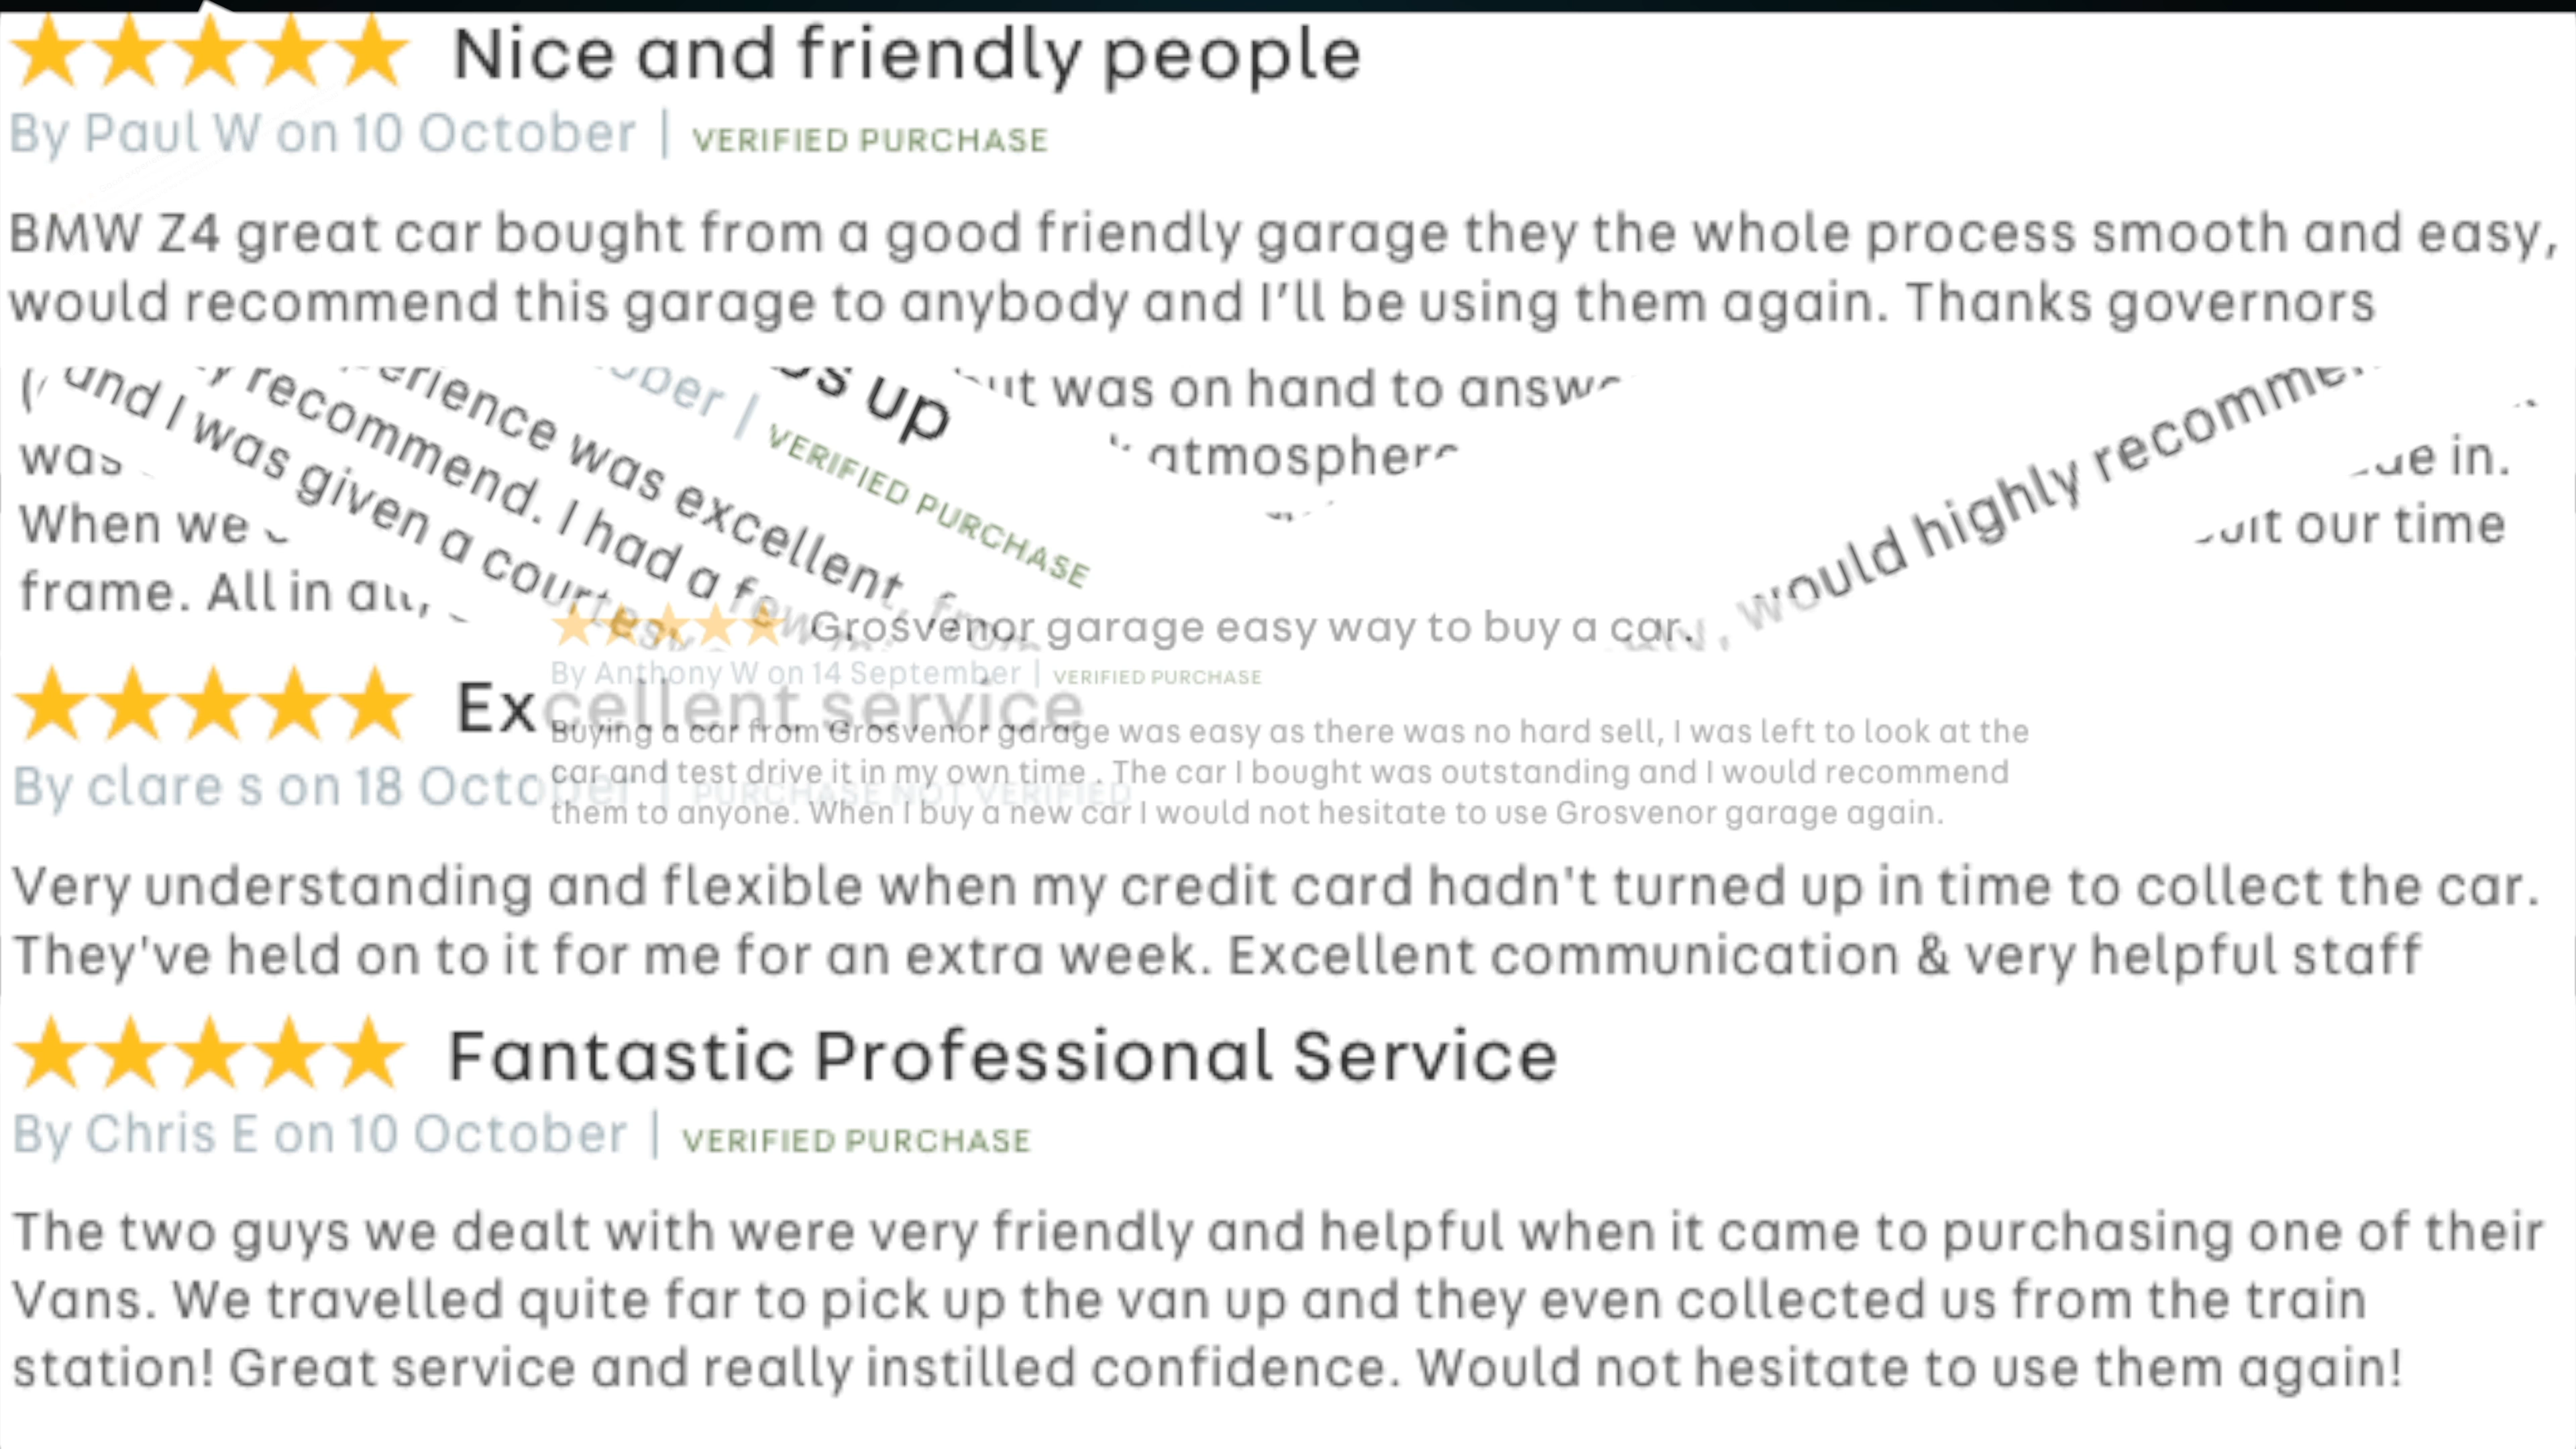 Nice and friendly people
By Paul W on 10 October | VERIFIED PURCHASE
BMW Z4 great car bought from a good friendly garage they the whole process smooth and easy,
would recommend this garage to anybody and I'll be using them again. Thanks governors
up
VERIFIED PURCHASE
was excellent,
recommend. I had a few
and I was given a courtesy
was on hand to
would highly
was
in.
When we
our time
frame. All in
Grosvenor garage easy way to buy a car.
By Anthony W on 14 September | VERIFIED PURCHASE
Buying a car from Grosvenor garage was easy as there was no hard sell, I was left to look at the
car and test drive it in my own time . The car I bought was outstanding and I would recommend
them to anyone. When I buy a new car I would not hesitate to use Grosvenor garage again.
Excellent service
By clare s on 18 October | PURCHASE NOT VERIFIED
Very understanding and flexible when my credit card hadn't turned up in time to collect the car.
They've held on to it for me for an extra week. Excellent communication & very helpful staff
Fantastic Professional Service
By Chris E on 10 October | VERIFIED PURCHASE
The two guys we dealt with were very friendly and helpful when it came to purchasing one of their
Vans. We travelled quite far to pick up the van up and they even collected us from the train
station! Great service and really instilled confidence. Would not hesitate to use them again!